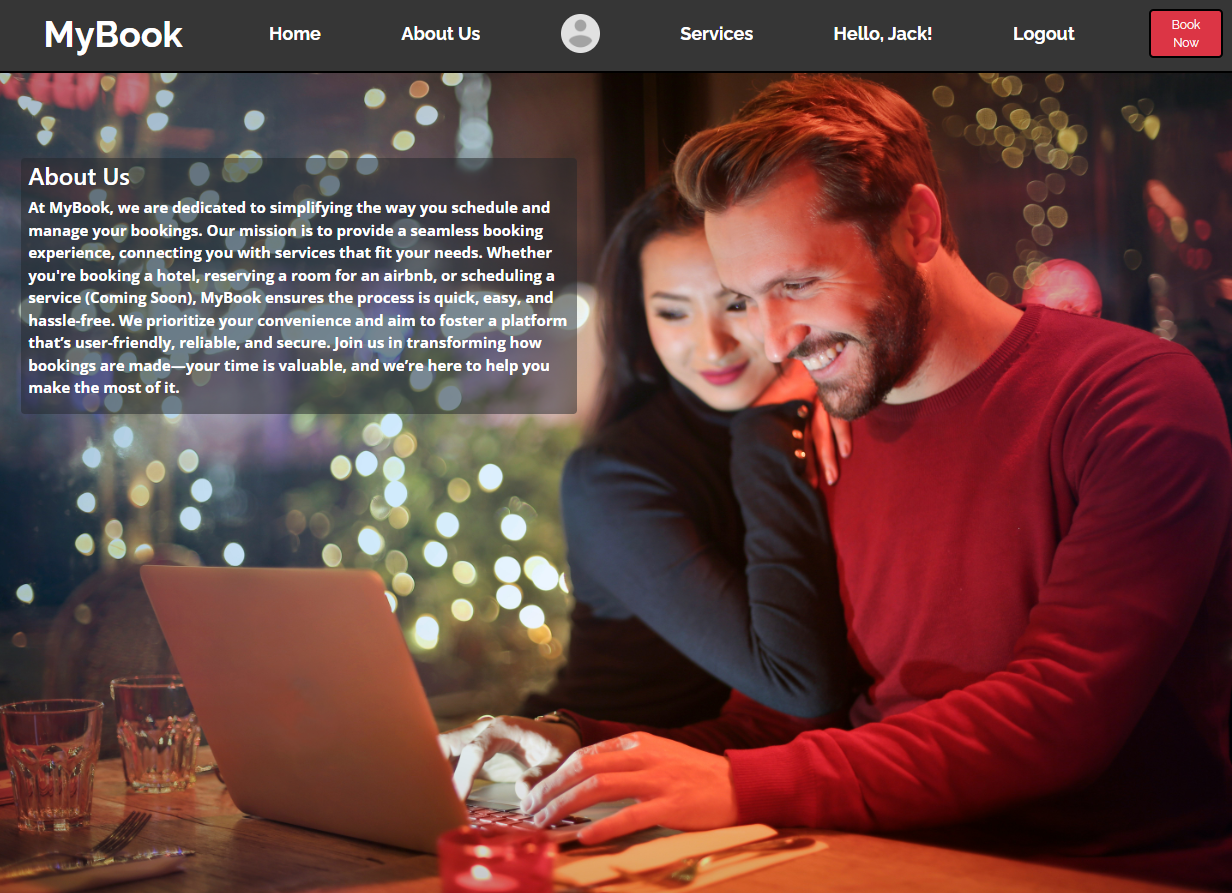 MyBook
Home
About Us
Services
Hello, Jack!
Logout
Book
Now
About Us
At MyBook, we are dedicated to simplifying the way you schedule and
manage your bookings. Our mission is to provide a seamless booking
experience, connecting you with services that fit your needs. Whether
you're booking a hotel, reserving a room for an airbnb, or scheduling a
service (Coming Soon), MyBook ensures the process is quick, easy, and
hassle-free. We prioritize your convenience and aim to foster a platform
that’s user-friendly, reliable, and secure. Join us in transforming how
bookings are made—your time is valuable, and we’re here to help you
make the most of it.